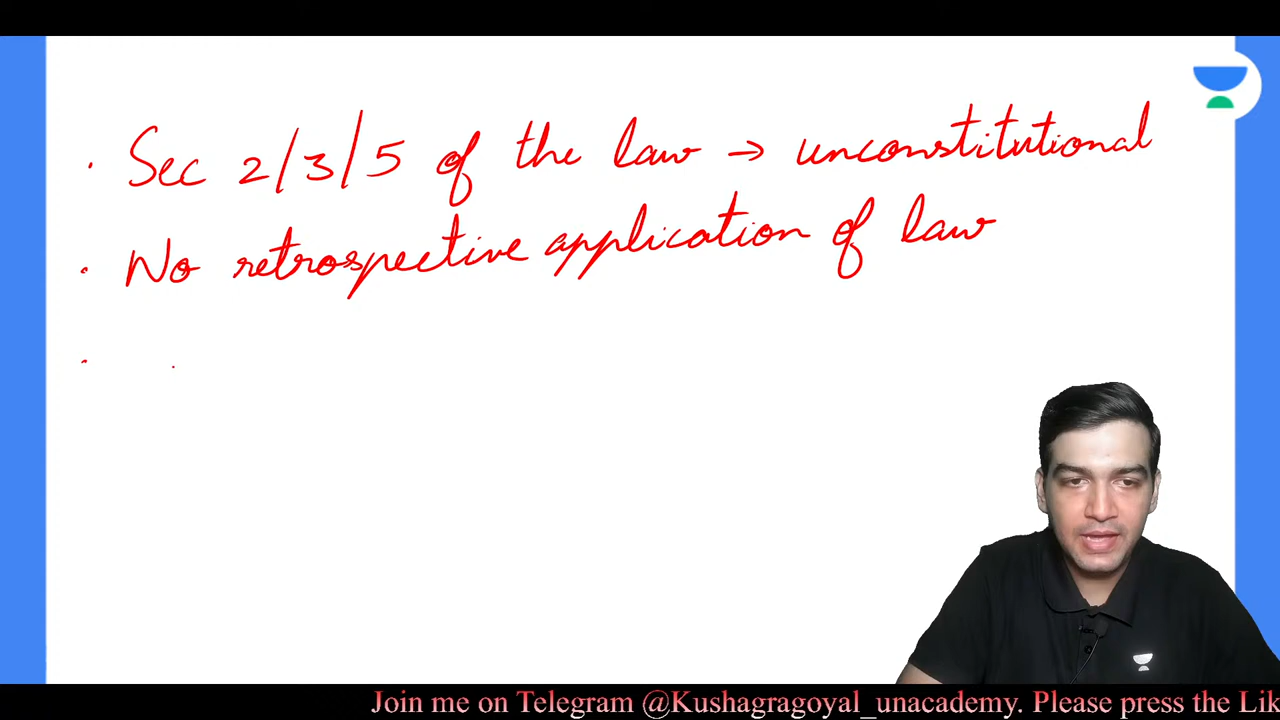 · Sec 2/3/5 of the law → unconstitutional
· No retrospective application of law
·
Join me on Telegram @Kushagragoyal_unacademy. Please press the Lik